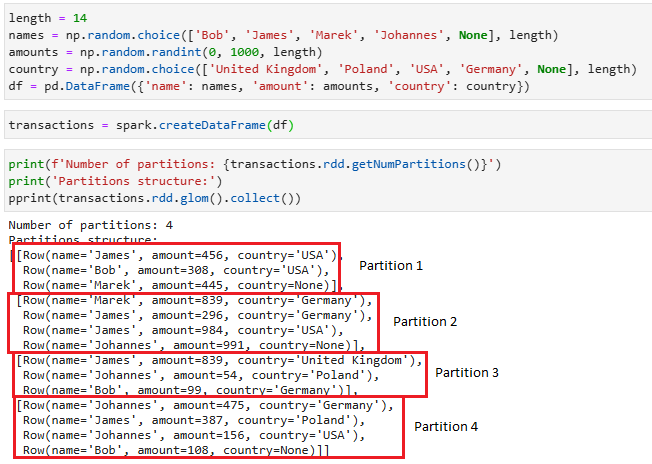 length = 14
names = np.random.choice(['Bob', 'James', 'Marek', 'Johannes', None], length)
amounts = np.random.randint(0, 1000, length)
country = np.random.choice(['United Kingdom', 'Poland', 'USA', 'Germany', None], length)
df = pd.DataFrame({'name': names, 'amount': amounts, 'country': country})
transactions = spark.createDataFrame(df)
print(f'Number of partitions: {transactions.rdd.getNumPartitions()}')
print('Partitions structure:')
pprint(transactions.rdd.glom().collect())
Number of partitions: 4
Partitions structure:
[[Row(name='James', amount=456, country='USA'),
Row(name='Bob', amount=308, country='USA'),
Partition 1
Row(name='Marek', amount=445, country=None)],
[Row(name='Marek', amount=839, country='Germany'),
Row(name='James', amount=296, country='Germany'),
Partition 2
Row(name='James', amount=984, country='USA'),
Row(name='Johannes', amount=991, country=None)],
[Row(name='James', amount=839, country='United Kingdom'),
Row(name='Johannes', amount=54, country='Poland'),
Partition 3
Row(name='Bob', amount=99, country='Germany')],
[Row(name='Johannes', amount=475, country='Germany'),
Row(name='James', amount=387, country='Poland'),
Partition 4
Row(name='Johannes', amount=156, country='USA'),
Row(name='Bob', amount=108, country=None)]]